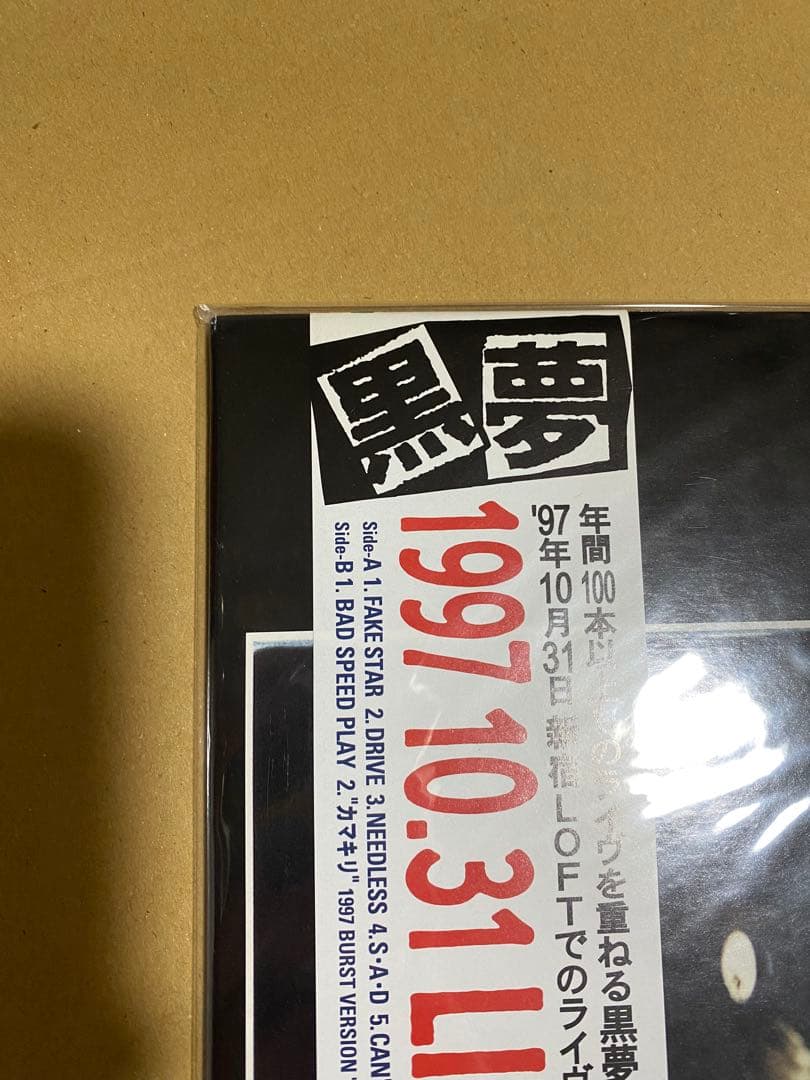 黒夢
年間100本以上のライヴを重ねる黒夢
'97年10月31日新宿LOFTでのライヴ
1997 10.31 LI
Side-A 1. FAKE STAR 2. DRIVE 3. NEEDLESS 4. S・A・D 5. CAN'
Side-B 1. BAD SPEED PLAY 2. "カマキリ" 1997 BURST VERSION